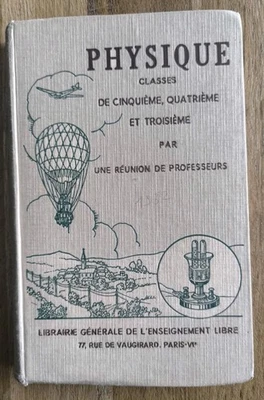 PHYSIQUE
CLASSES
DE CINQUIÈME, QUATRIÈME
ET TROISIÈME
PAR
UNE RÉUNION DE PROFESSEURS
LIBRAIRIE GÉNÉRALE DE L'ENSEIGNEMENT LIBRE
77, RUE DE VAUGIRARD, PARIS-VIe